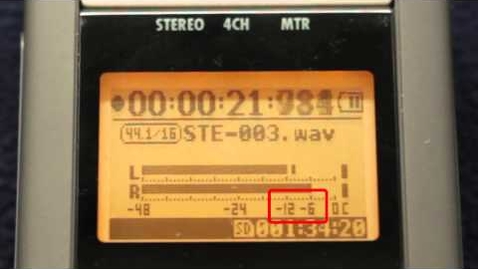 STEREO 4CH MTR
00:00:21:984
44.1/16 STE-003.wav
L
R
-48 -24 -12 -6 0
SD 001:34:20